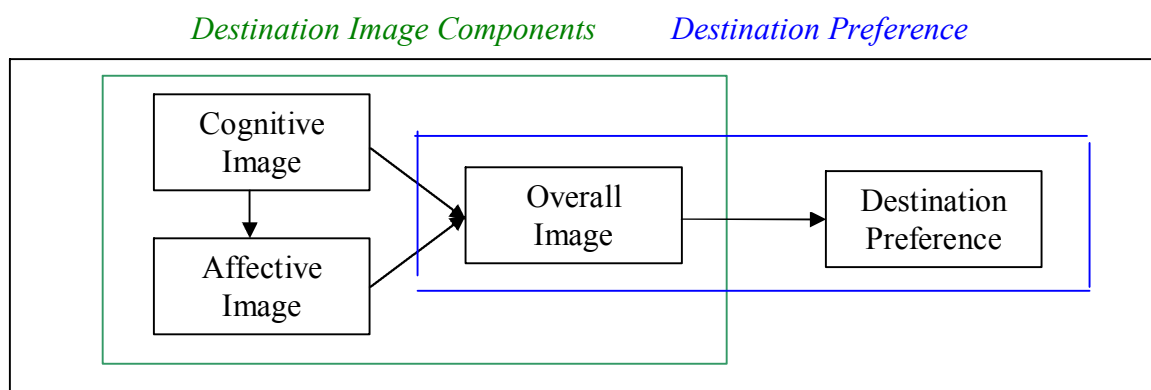 Destination Image Components Destination Preference
Cognitive
Image
Affective
Image
Overall
Image
Destination
Preference